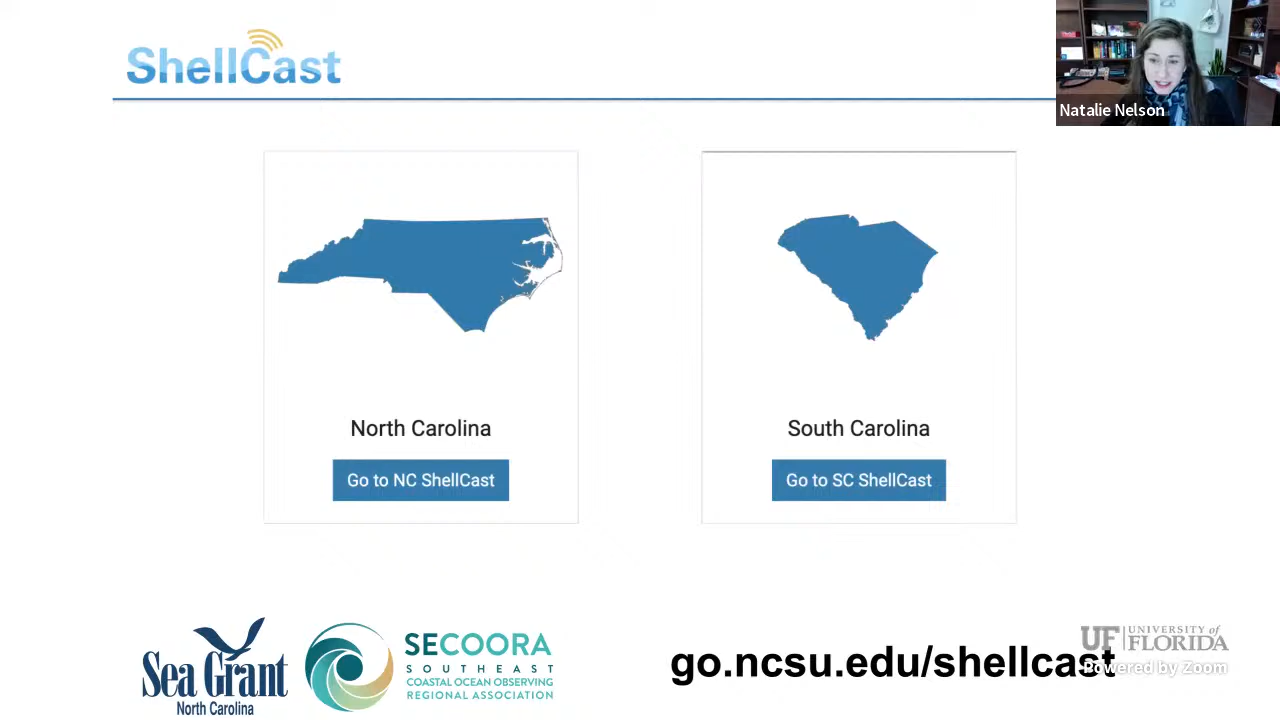 ShellCast
Natalie Nelson
North Carolina
South Carolina
Go to NC ShellCast
Go to SC ShellCast
Sea Grant
North Carolina
SECOORA
SOUTHEAST
COASTAL OCEAN OBSERVING
REGIONAL ASSOCIATION
go.ncsu.edu/shellcast
UF UNIVERSITY of
FLORIDA
Powered by Zoom